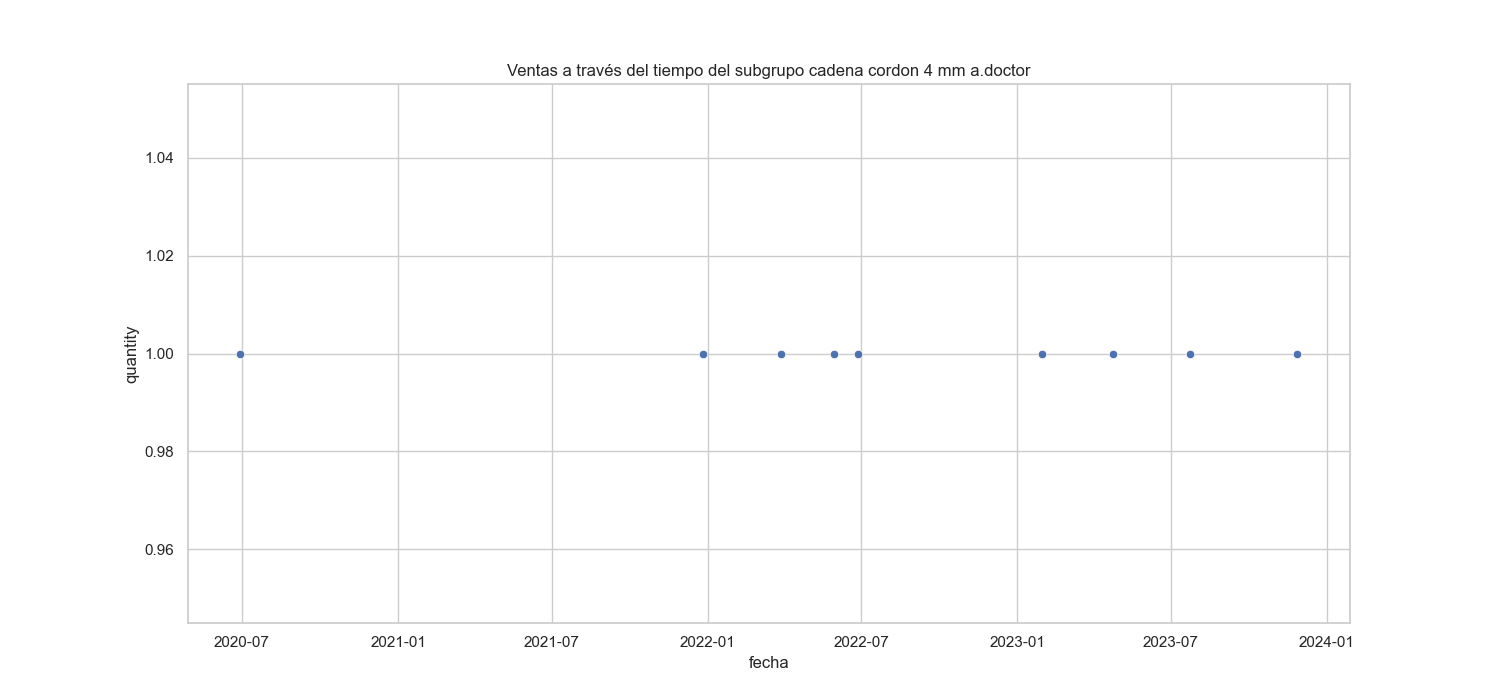 Ventas a través del tiempo del subgrupo cadena cordon 4 mm a.doctor
1.04
1.02
1.00
0.98
0.96
quantity
2020-07 2021-01 2021-07 2022-01 2022-07 2023-01 2023-07 2024-01
fecha